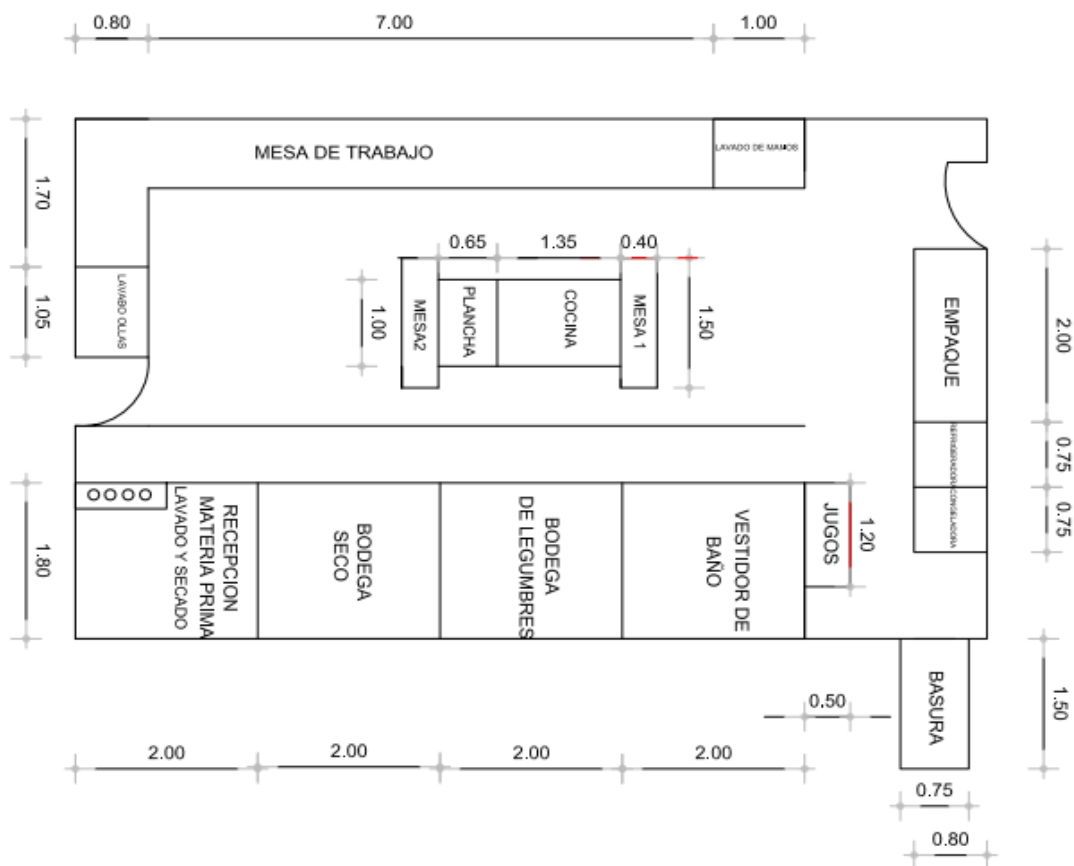 0.80
7.00
1.00
MESA DE TRABAJO
LAVADO DE MAMOS
1.70
1.05
LAVABO OLLAS
0.65
1.35
0.40
1.00
MESA2
PLANCHA
COCINA
MESA 1
1.50
EMPAQUE
2.00
REFRIGERADORA
0.75
CONGELADORA
0.75
1.80
RECEPCION
MATERIA PRIMA
LAVADO Y SECADO
BODEGA
SECO
BODEGA
DE LEGUMBRES
VESTIDOR DE
BAÑO
JUGOS
1.20
BASURA
1.50
0.50
2.00
2.00
2.00
2.00
0.75
0.80